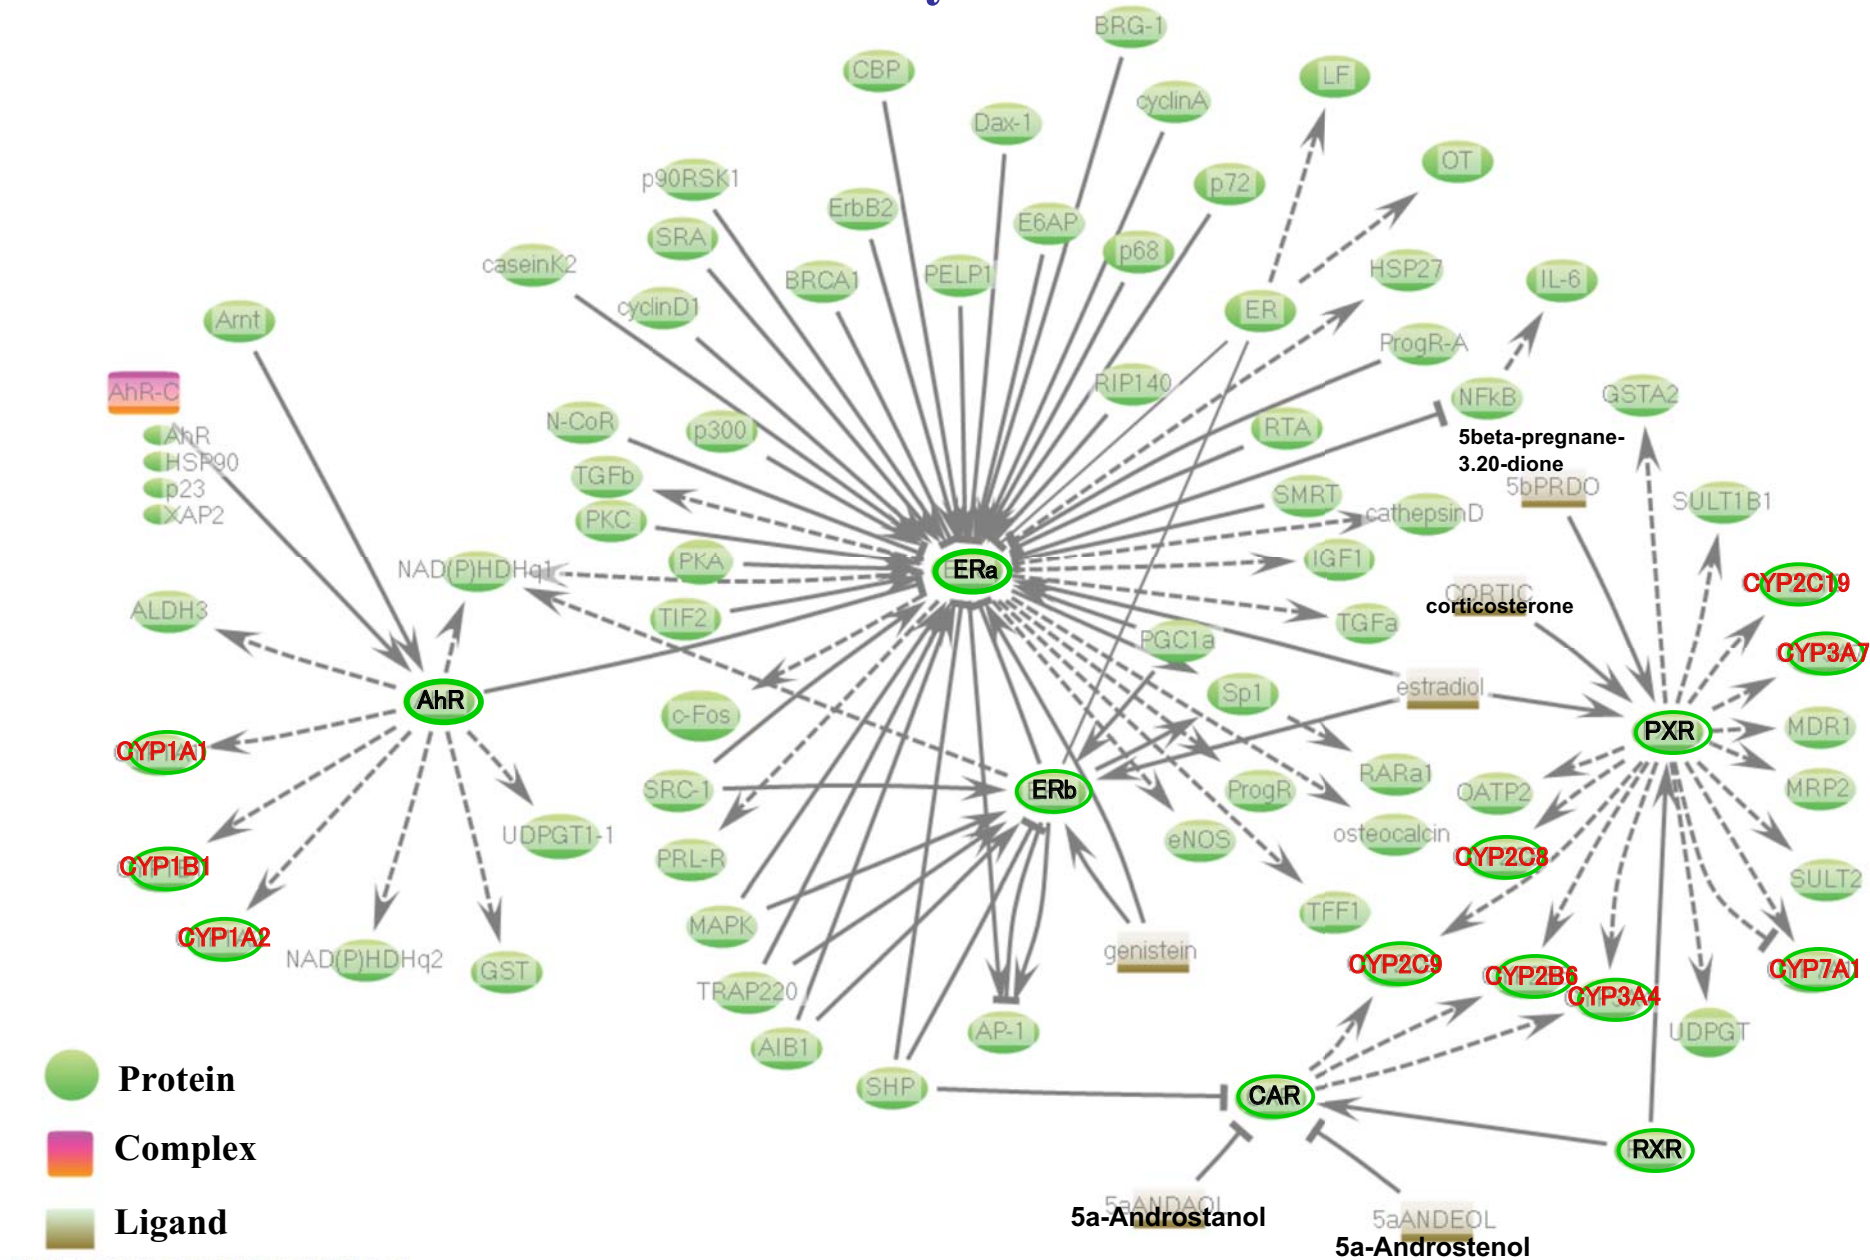 BRG-1
CBP
LF
cyclinA
Dax-1
OT
p90RSK1
p72
ErbB2
E6AP
SRA
p68
caseinK2
HSP27
BRCA1
PELP1
IL-6
cyclinD1
ER
Arnt
ProgR-A
RIP140
AhR-C
NFkB
GSTA2
N-CoR
p300
RTA
AhR
5beta-pregnane-
3.20-dione
HSP90
TGFb
5bPRDO
p23
SMRT
SULT1B1
XAP2
PKC
cathepsinD
PKA
IGF1
NAD(P)HDHq1
ERa
CYP2C19
CORTIC
corticosterone
ALDH3
TIF2
TGFa
PGC1a
CYP3A7
estradiol
Sp1
AhR
c-Fos
MDR1
PXR
CYP1A1
RARa1
SRC-1
ERb
ProgR
OATP2
MRP2
UDPGT1-1
eNOS
osteocalcin
PRL-R
CYP2C8
CYP1B1
SULT2
TFF1
MAPK
CYP1A2
genistein
NAD(P)HDHq2
GST
CYP2C9
CYP2B6
CYP7A1
TRAP220
CYP3A4
AP-1
UDPGT
AIB1
Protein
SHP
CAR
Complex
RXR
5aANDAOL
5a-Androstanol
Ligand
5aANDEOL
5a-Androstenol